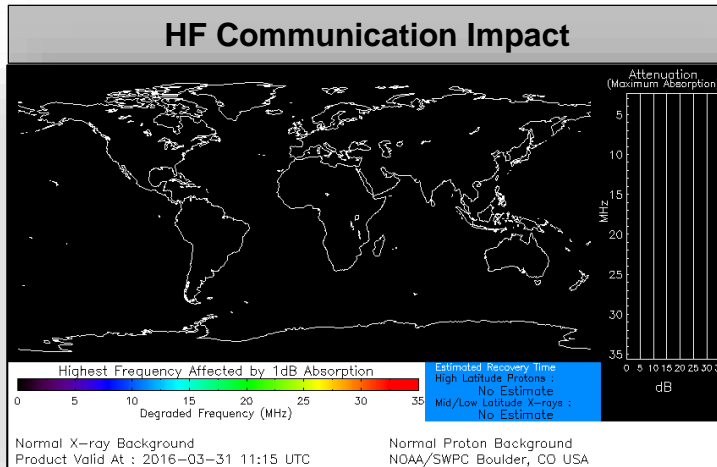 HF Communication Impact
Attenuation
(Maximum Absorption
5
10
15
MHz
20
25
30
35
0 5 10 15 20 25 30
dB
Highest Frequency Affected by 1dB Absorption
0 5 10 15 20 25 30 35
Degraded Frequency (MHz)
Estimated Recovery Time
High Latitude Protons :
No Estimate
Mid/Low Latitude X-rays :
No Estimate
Normal X-ray Background
Normal Proton Background
Product Valid At : 2016-03-31 11:15 UTC
NOAA/SWPC Boulder, CO USA